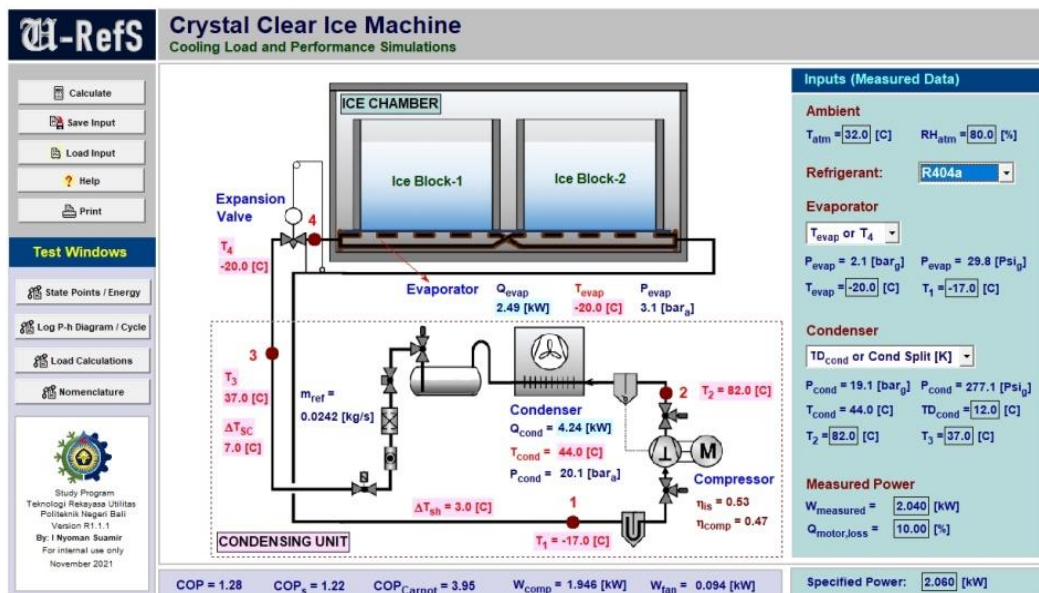 U-RefS
Crystal Clear Ice Machine
Cooling Load and Performance Simulations
Calculate
Save Input
Load Input
Help
Print
Test Windows
State Points / Energy
Log P-h Diagram / Cycle
Load Calculations
Nomenclature
Study Program
Teknologi Rekayasa Utilitas
Politeknik Negeri Bali
Version R1.1.1
By: I Nyoman Suamir
For internal use only
November 2021
ICE CHAMBER
Ice Block-1
Ice Block-2
Expansion
Valve
4
T4
-20.0 [C]
Evaporator
Qevap
2.49 [kW]
Tevap
-20.0 [C]
Pevap
3.1 [bara]
3
T3
37.0 [C]
ΔTSC
7.0 [C]
mref =
0.0242 [kg/s]
Condenser
Qcond = 4.24 [kW]
Tcond = 44.0 [C]
Pcond = 20.1 [bara]
2
T2 = 82.0 [C]
M
Compressor
ηis = 0.53
ηcomp = 0.47
ΔTsh = 3.0 [C]
1
T1 = -17.0 [C]
CONDENSING UNIT
COP = 1.28 COPs = 1.22 COPCarnot = 3.95 Wcomp = 1.946 [kW] Wfan = 0.094 [kW]
Inputs (Measured Data)
Ambient
Tatm = 32.0 [C] RHatm = 80.0 [%]
Refrigerant: R404a
Evaporator
Tevap or T4
Pevap = 2.1 [barg] Pevap = 29.8 [Psig]
Tevap = -20.0 [C] T1 = -17.0 [C]
Condenser
TDcond or Cond Split [K]
Pcond = 19.1 [barg] Pcond = 277.1 [Psig]
Tcond = 44.0 [C] TDcond = 12.0 [C]
T2 = 82.0 [C] T3 = 37.0 [C]
Measured Power
Wmeasured = 2.040 [kW]
Qmotor,loss = 10.00 [%]
Specified Power: 2.060 [kW]